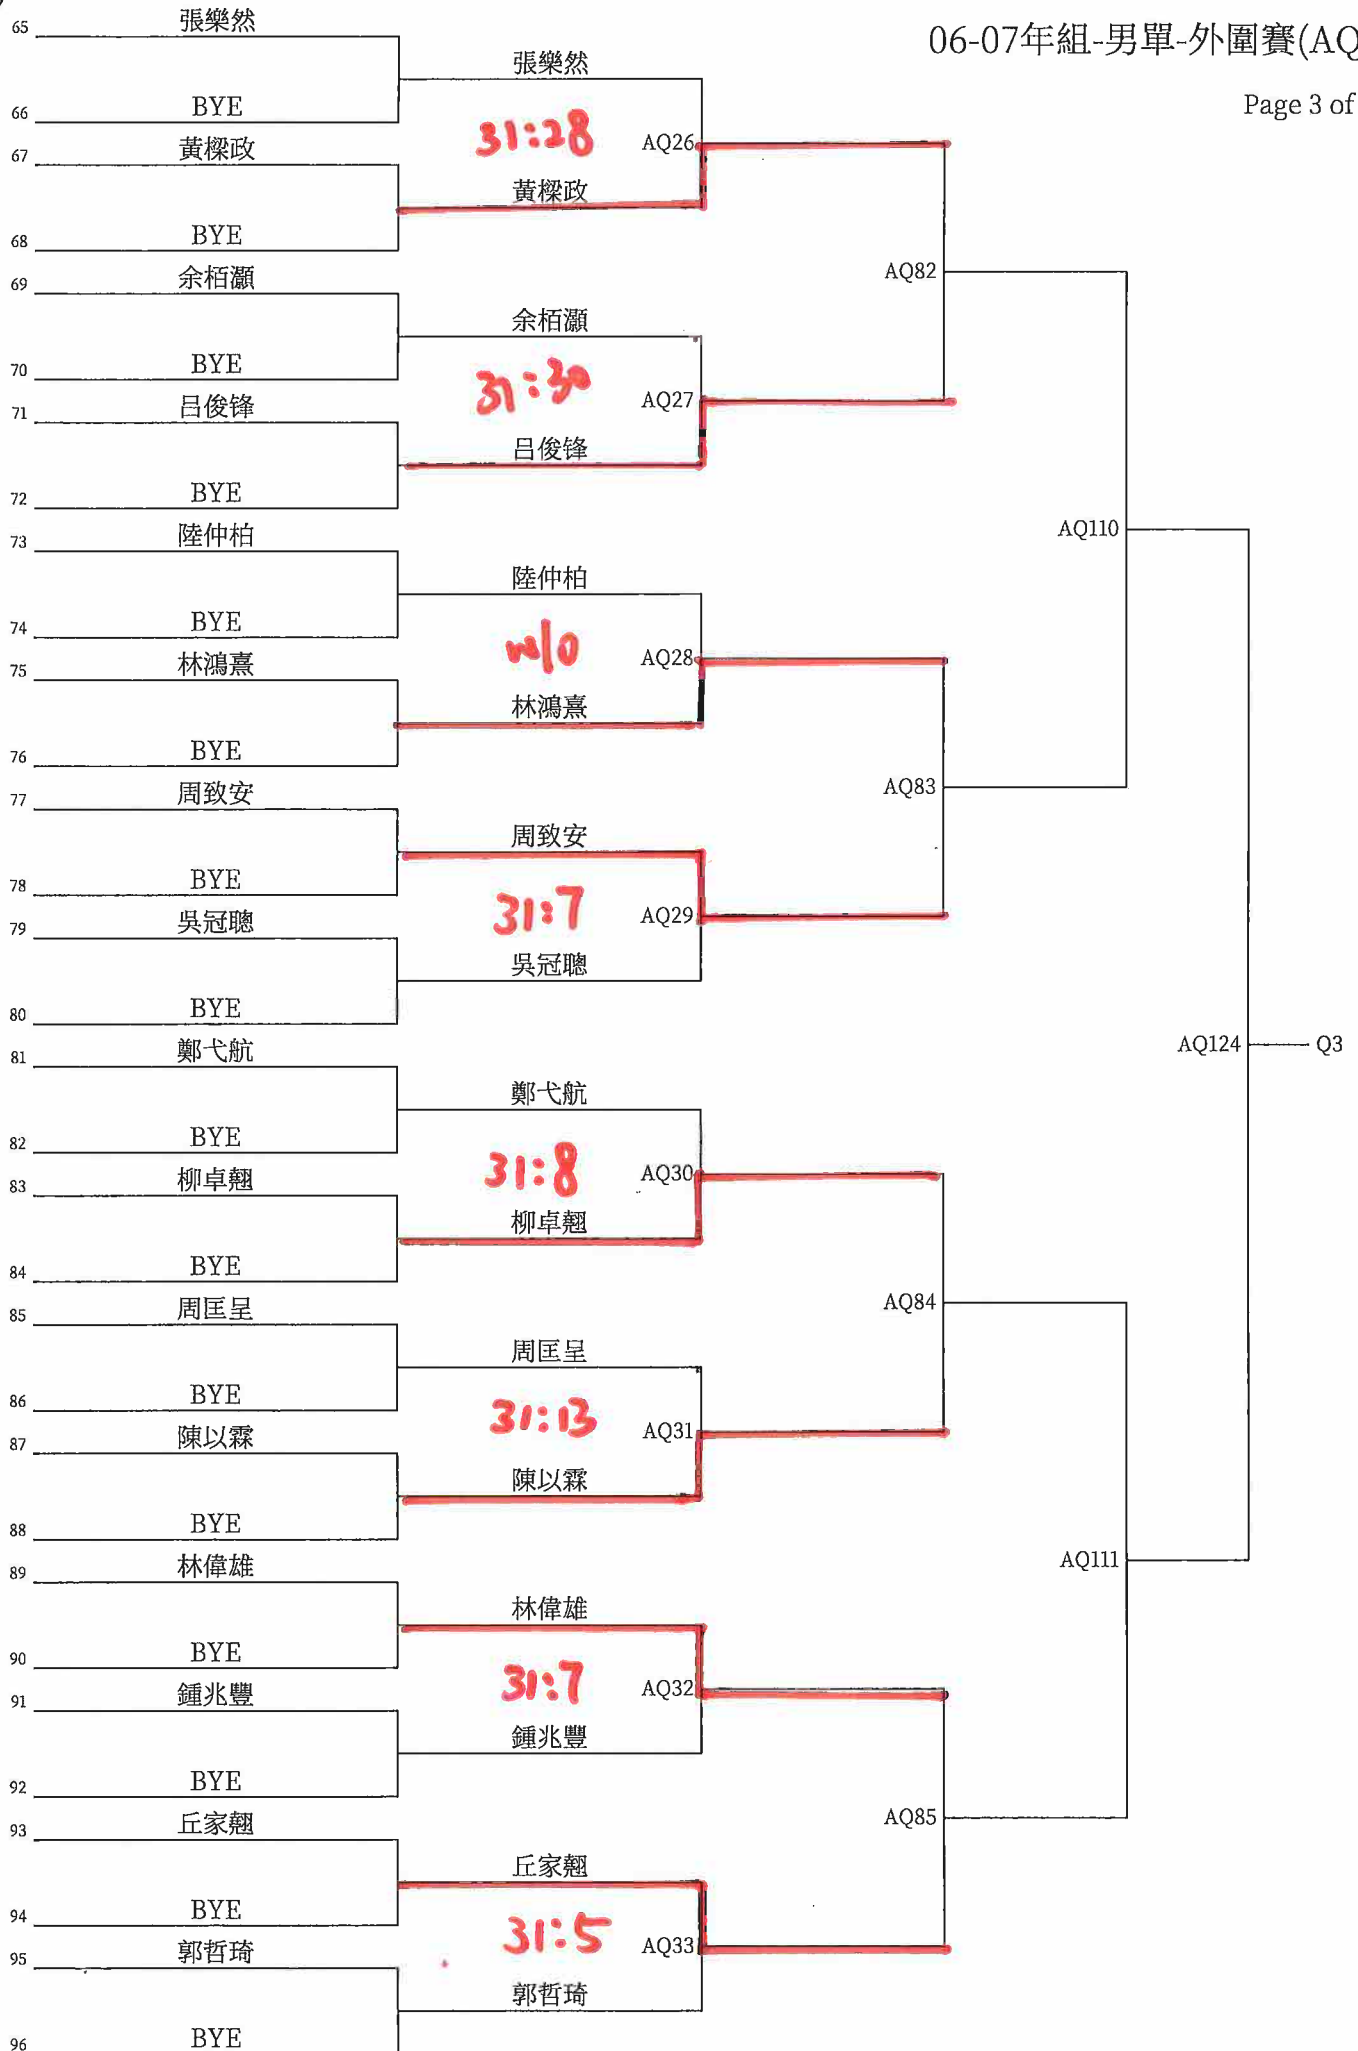 06-07年組-男單-外圍賽(AQ
Page 3 of
65 張樂然
張樂然
66 BYE
31:28
AQ26
67 黃樑政
黃樑政
68 BYE
AQ82
69 余栢灝
余栢灝
70 BYE
31:30
AQ27
71 吕俊锋
吕俊锋
72 BYE
AQ110
73 陸仲柏
陸仲柏
74 BYE
w/o
AQ28
75 林鴻熹
林鴻熹
76 BYE
AQ83
77 周致安
周致安
78 BYE
31:7
AQ29
79 吳冠聰
吳冠聰
80 BYE
AQ124
Q3
81 鄭弋航
鄭弋航
82 BYE
31:8
AQ30
83 柳卓翹
柳卓翹
84 BYE
AQ84
85 周匡呈
周匡呈
86 BYE
31:13
AQ31
87 陳以霖
陳以霖
88 BYE
AQ111
89 林偉雄
林偉雄
90 BYE
31:7
AQ32
91 鍾兆豐
鍾兆豐
92 BYE
AQ85
93 丘家翹
丘家翹
94 BYE
31:5
AQ33
95 郭哲琦
郭哲琦
96 BYE